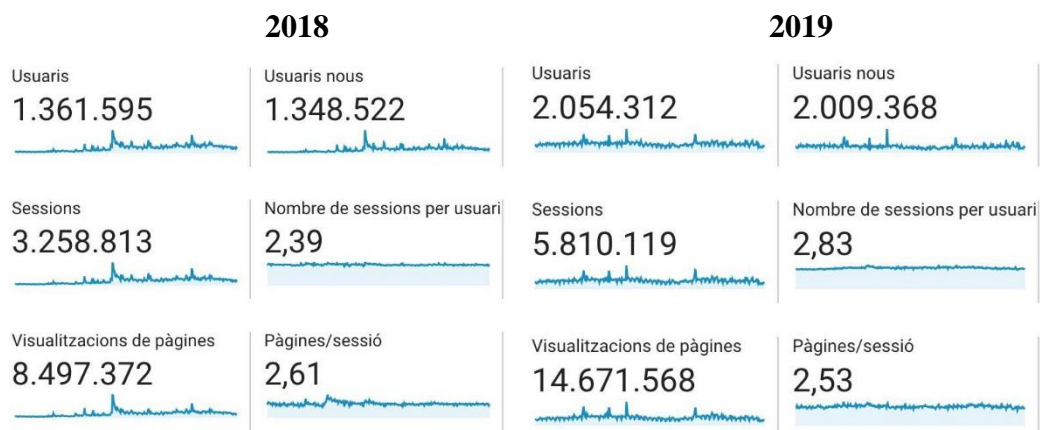 2018
Usuaris
1.361.595
Usuaris nous
1.348.522
Sessions
3.258.813
Nombre de sessions per usuari
2,39
Visualitzacions de pàgines
8.497.372
Pàgines/sessió
2,61
2019
Usuaris
2.054.312
Usuaris nous
2.009.368
Sessions
5.810.119
Nombre de sessions per usuari
2,83
Visualitzacions de pàgines
14.671.568
Pàgines/sessió
2,53